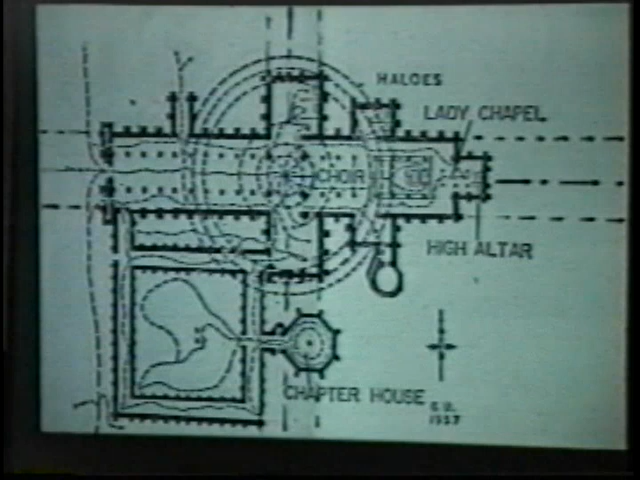 HALOES
LADY CHAPEL
CHOIR
HIGH ALTAR
CHAPTER HOUSE
G.U.
1957